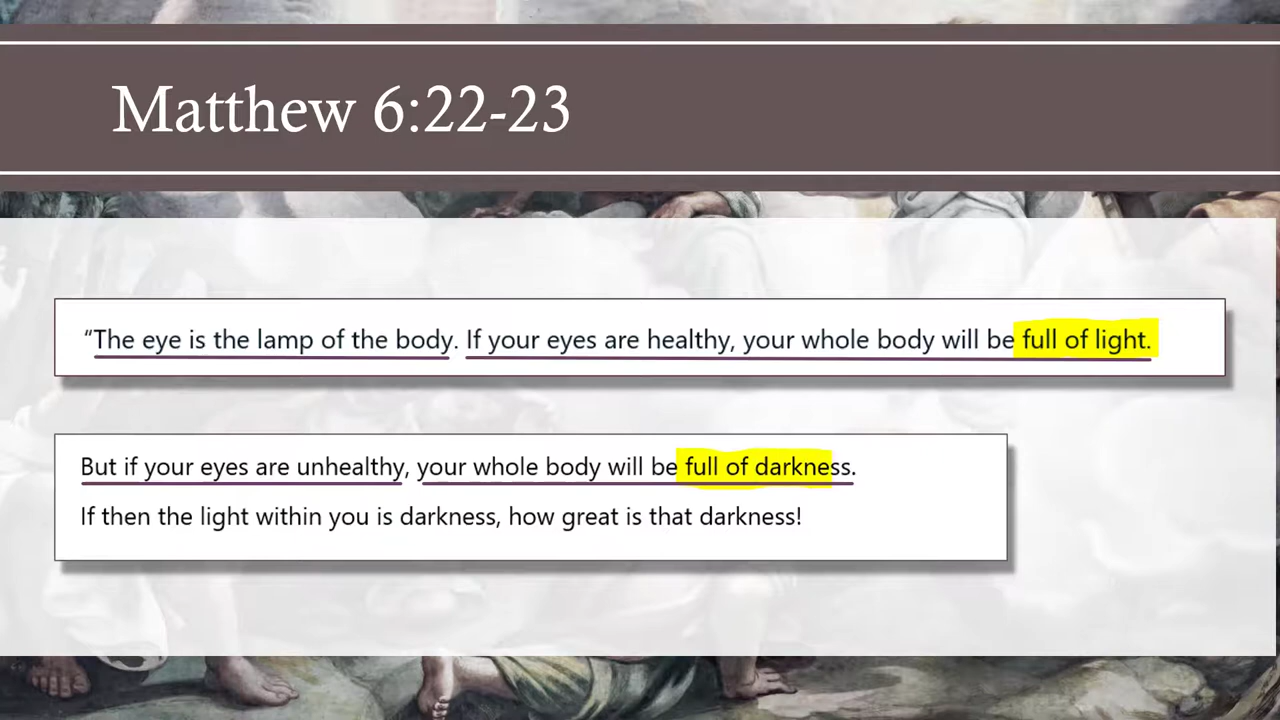 Matthew 6:22-23
“The eye is the lamp of the body. If your eyes are healthy, your whole body will be full of light.
But if your eyes are unhealthy, your whole body will be full of darkness.
If then the light within you is darkness, how great is that darkness!